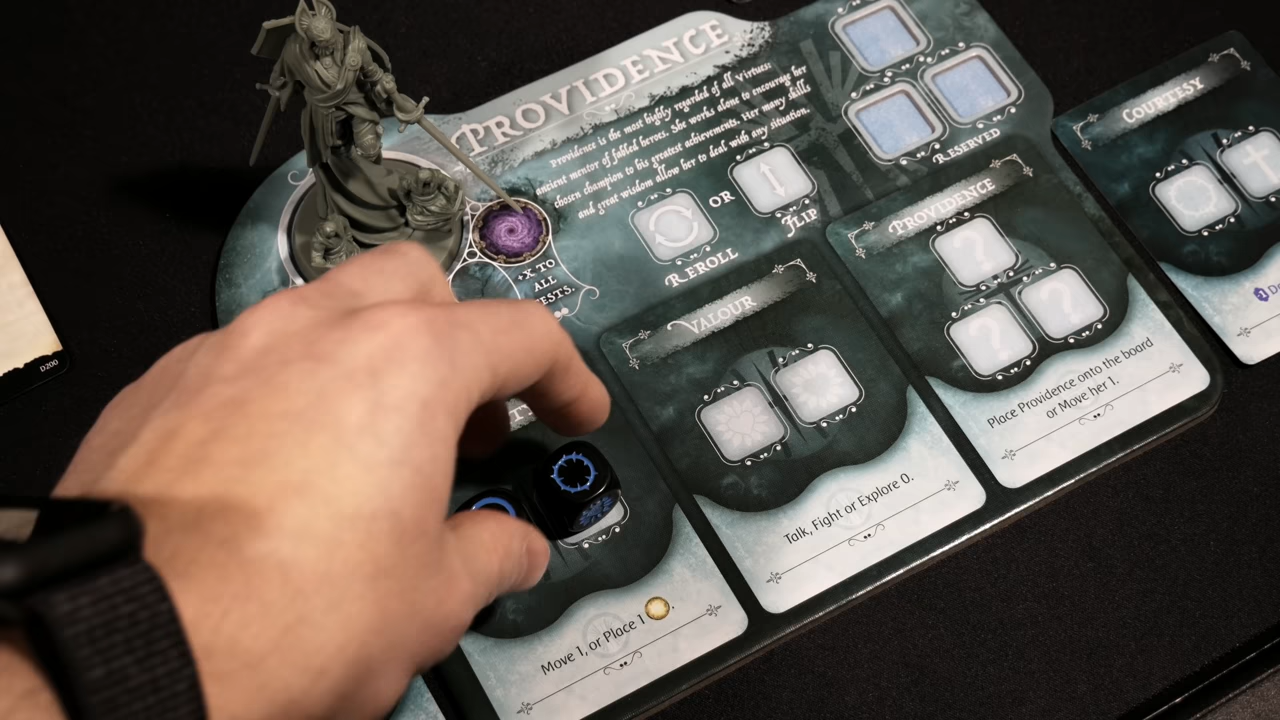 PROVIDENCE
Providence is the most highly regarded of all Virtues:
ancient mentor of fabled heroes. She works alone to encourage her
chosen champion to his greatest achievements. Her many skills
and great wisdom allow her to deal with any situation.
REROLL
OR
FLIP
RESERVED
+X TO
ALL
VALOUR
Talk, Fight or Explore 0.
PROVIDENCE
? ? ?
Place Providence onto the board
or Move her 1.
COURTESY
Move 1, or Place 1 .
D200